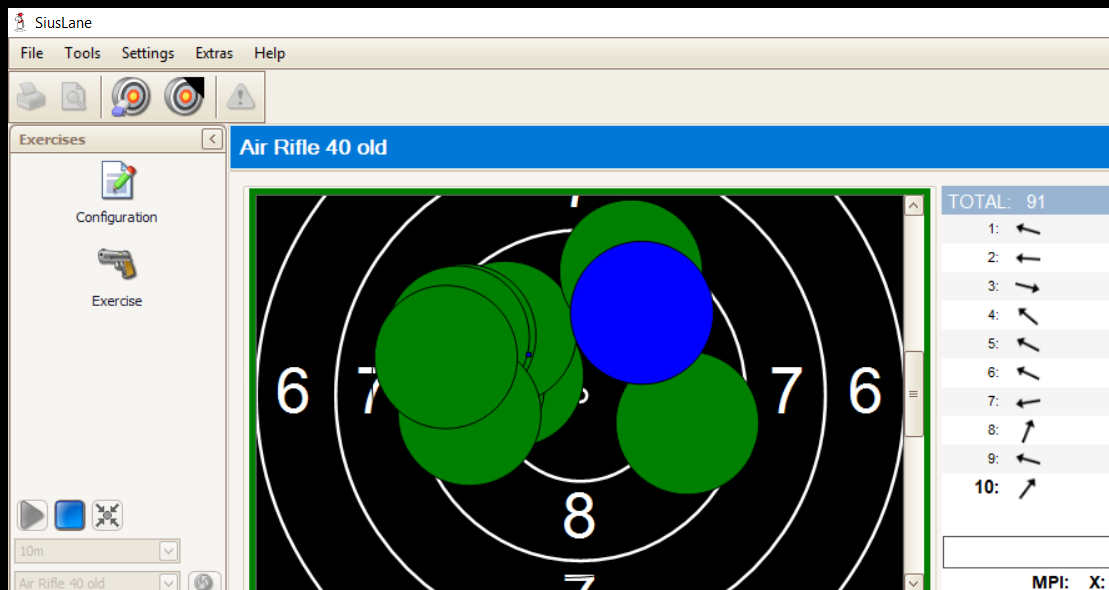 SiusLane
File Tools Settings Extras Help
Exercises
Air Rifle 40 old
Configuration
Exercise
10m
Air Rifle 40 old
7
6 7 7 6
8
7
TOTAL: 91
1:
2:
3:
4:
5:
6:
7:
8:
9:
10:
MPI: X: